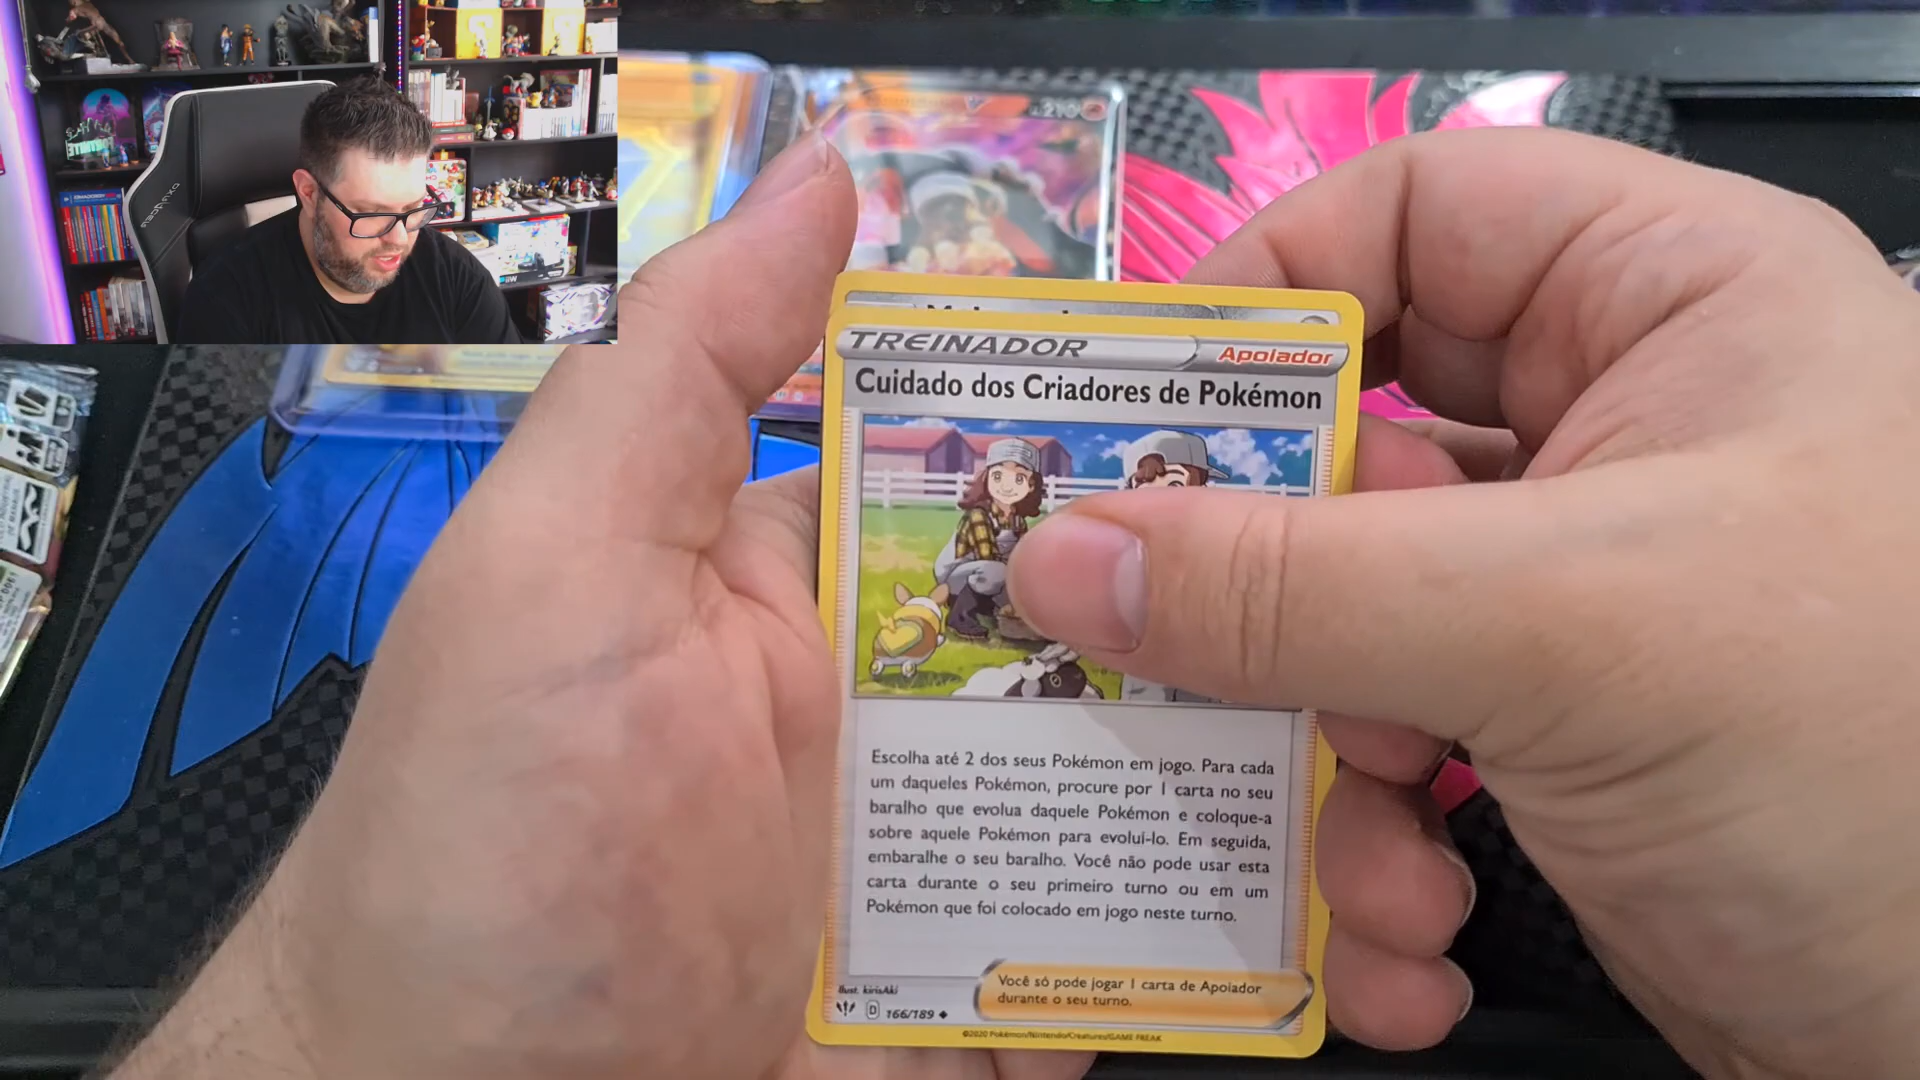 210
TREINADOR
Apoiador
Cuidado dos Criadores de Pokémon
Escolha até 2 dos seus Pokémon em jogo. Para cada
um daqueles Pokémon, procure por 1 carta no seu
baralho que evolua daquele Pokémon e coloque-a
sobre aquele Pokémon para evoluí-lo. Em seguida,
embaralhe o seu baralho. Você não pode usar esta
carta durante o seu primeiro turno ou em um
Pokémon que foi colocado em jogo neste turno.
Você só pode jogar 1 carta de Apoiador
durante o seu turno.
Ilust. kirisAki
D 166/189
©2020 Pokémon/Nintendo/Creatures/GAME FREAK